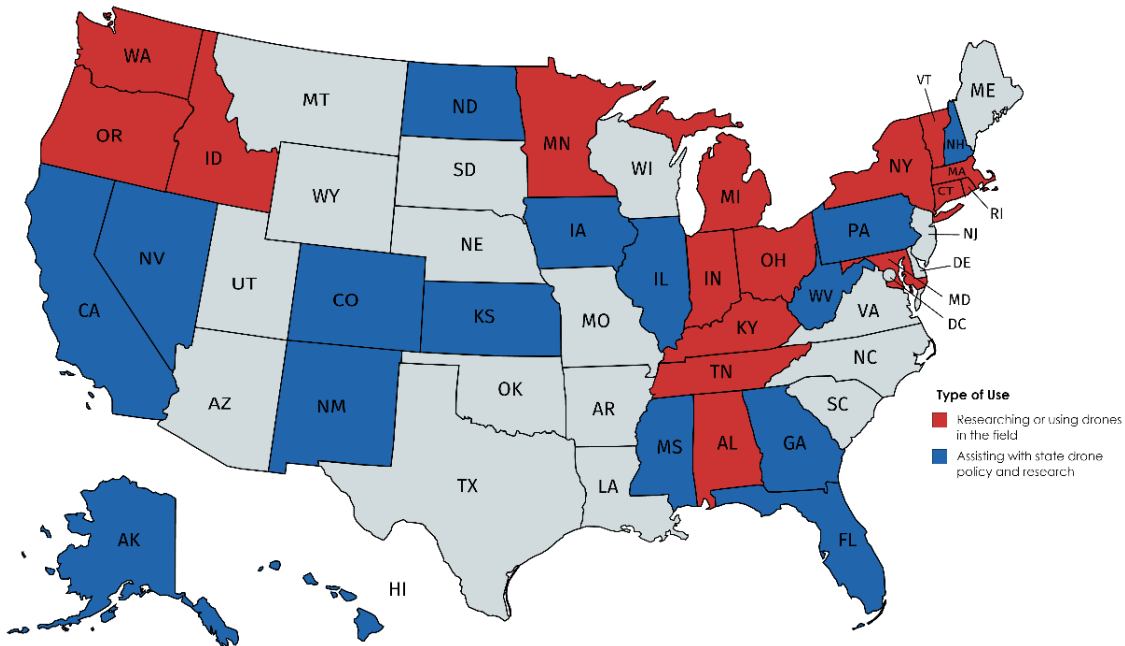 WA
MT
ND
MN
VT
ME
OR
ID
SD
WI
NY
NH
MA
WY
MI
CT
RI
IA
PA
NJ
NE
NV
UT
IL
IN
OH
DE
CO
WV
MD
CA
KS
MO
VA
DC
KY
NC
TN
OK
AZ
NM
AR
SC
Type of Use
Researching or using drones
in the field
MS
AL
GA
Assisting with state drone
policy and research
TX
LA
AK
FL
HI